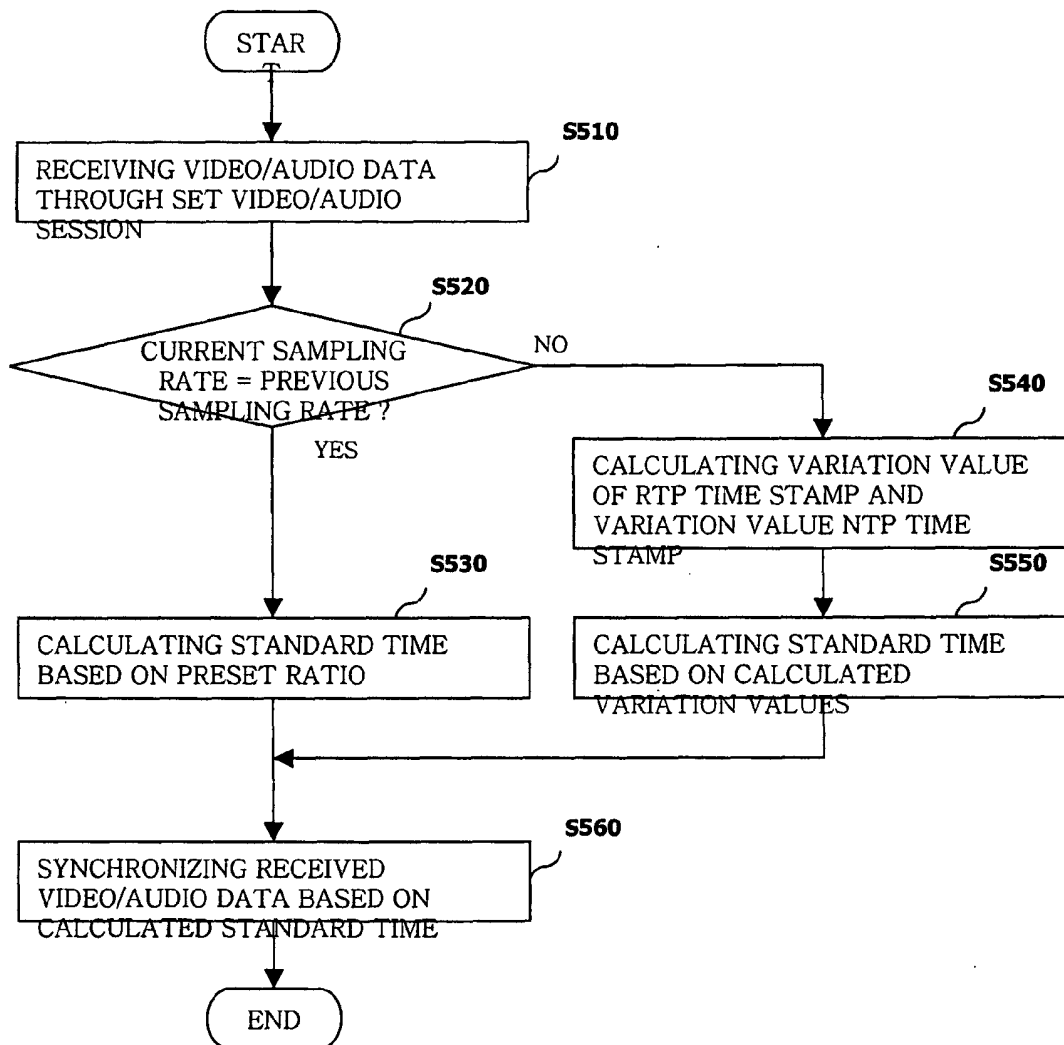 START
S510
RECEIVING VIDEO/AUDIO DATA
THROUGH SET VIDEO/AUDIO
SESSION
S520
CURRENT SAMPLING
RATE = PREVIOUS
SAMPLING RATE ?
NO
YES
S540
CALCULATING VARIATION VALUE
OF RTP TIME STAMP AND
VARIATION VALUE NTP TIME
STAMP
S530
CALCULATING STANDARD TIME
BASED ON PRESET RATIO
S550
CALCULATING STANDARD TIME
BASED ON CALCULATED
VARIATION VALUES
S560
SYNCHRONIZING RECEIVED
VIDEO/AUDIO DATA BASED ON
CALCULATED STANDARD TIME
END